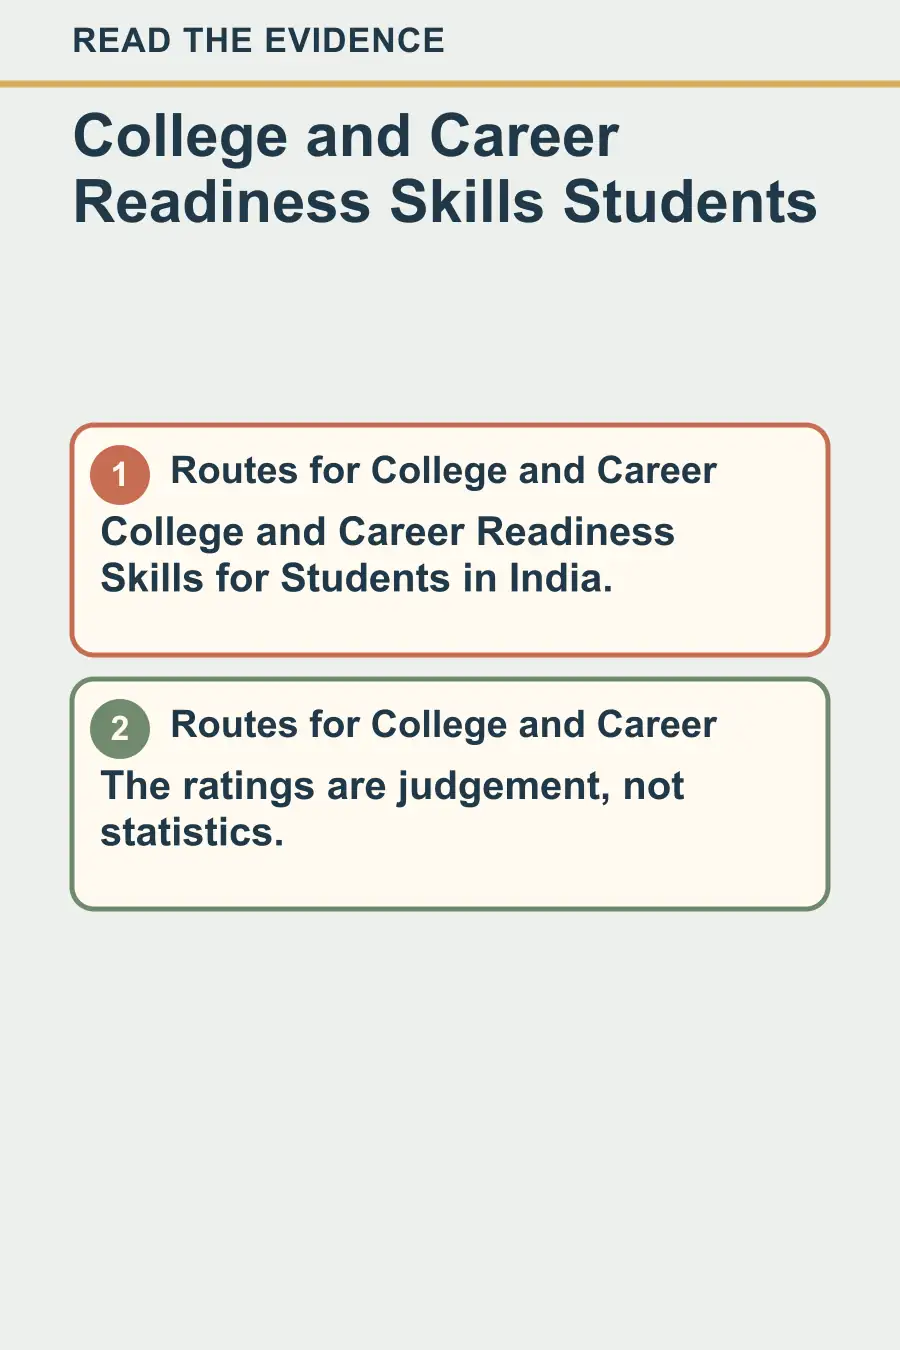 READ THE EVIDENCE
College and Career
Readiness Skills Students
1 Routes for College and Career
College and Career Readiness
Skills for Students in India.
2 Routes for College and Career
The ratings are judgement, not
statistics.